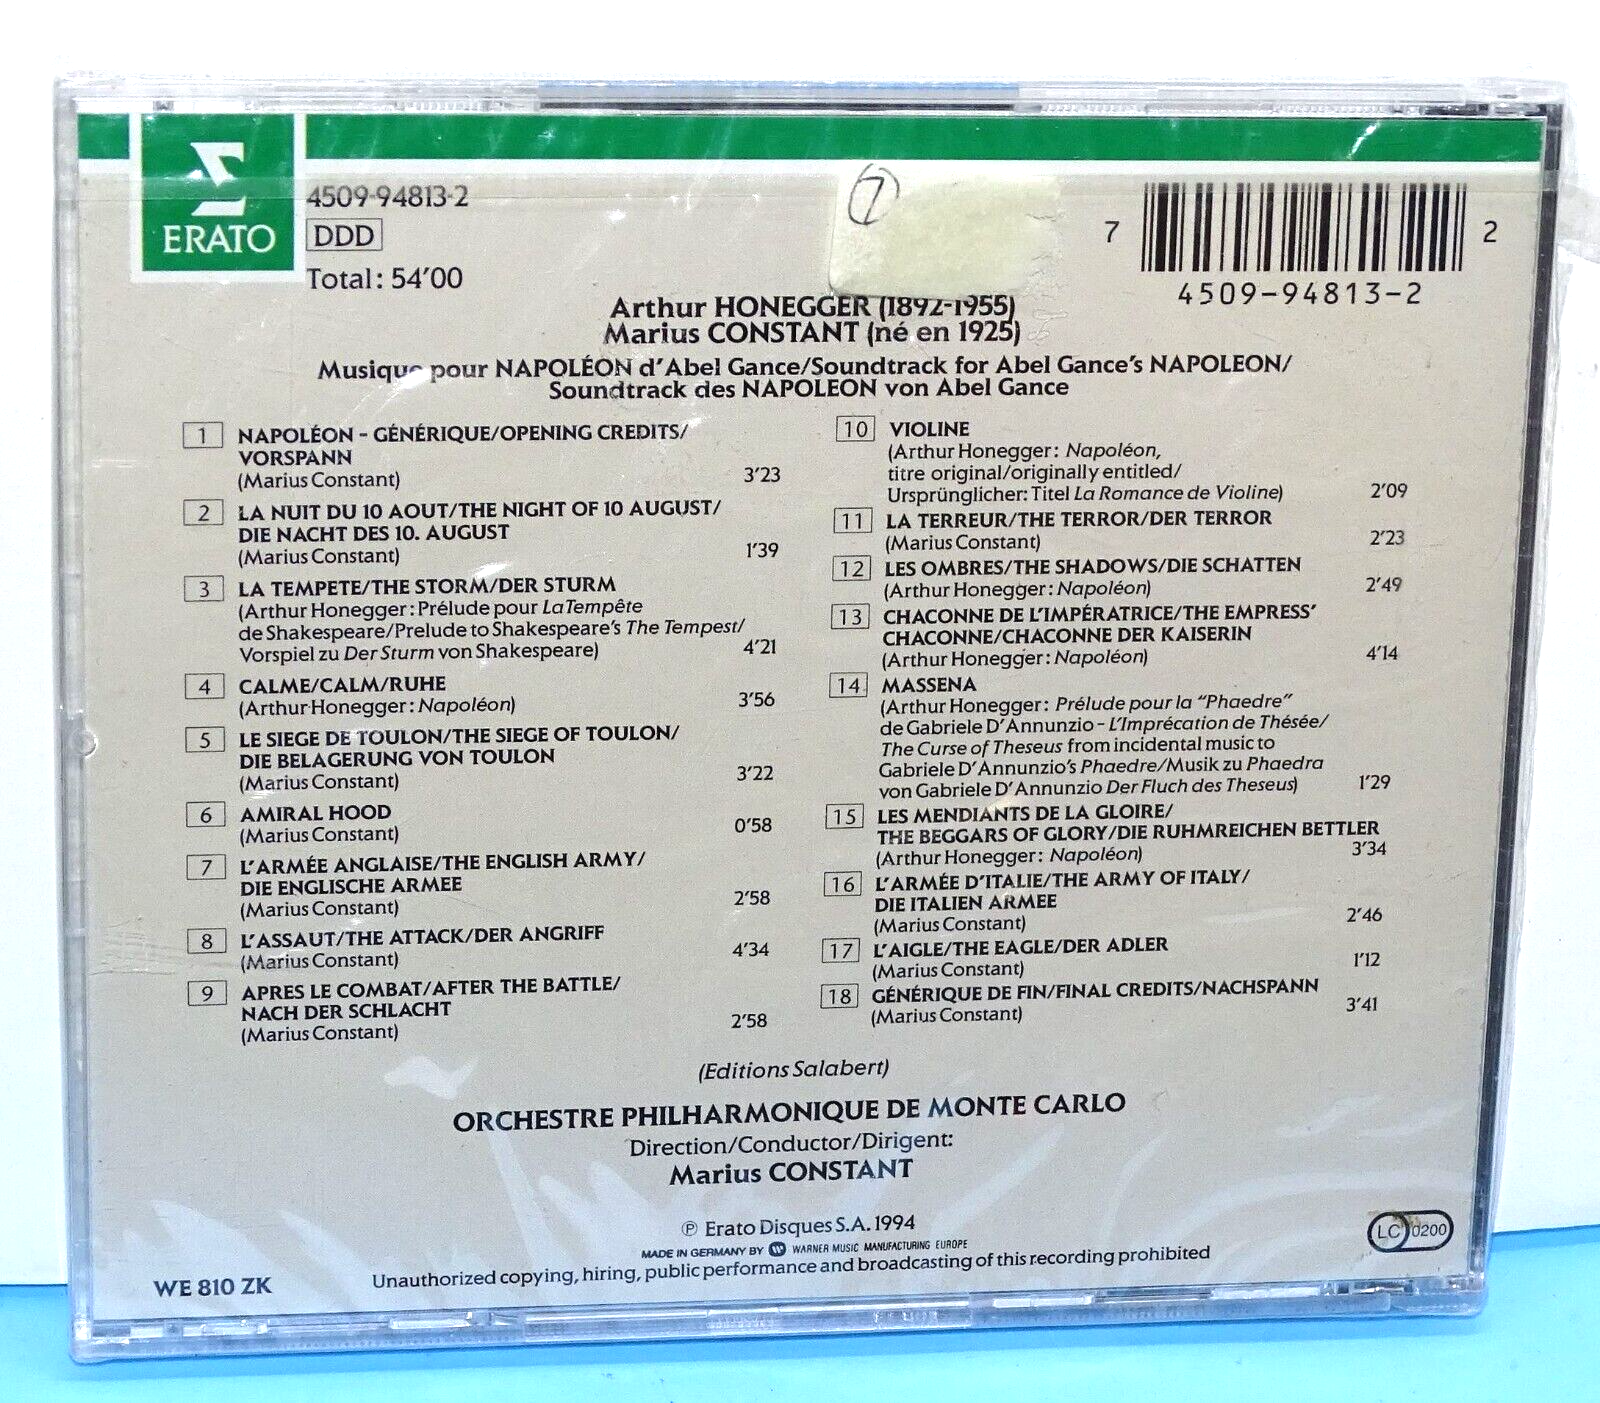 ERATO
4509-94813-2
DDD
Total: 54'00
7
7 2
4509-94813-2
Arthur HONEGGER (1892-1955)
Marius CONSTANT (né en 1925)
Musique pour NAPOLÉON d'Abel Gance/Soundtrack for Abel Gance's NAPOLEON/
Soundtrack des NAPOLEON von Abel Gance
1 NAPOLÉON - GÉNÉRIQUE/OPENING CREDITS/
VORSPANN
(Marius Constant) 3'23
2 LA NUIT DU 10 AOUT/THE NIGHT OF 10 AUGUST/
DIE NACHT DES 10. AUGUST
(Marius Constant) 1'39
3 LA TEMPETE/THE STORM/DER STURM
(Arthur Honegger: Prélude pour La Tempête
de Shakespeare/Prelude to Shakespeare's The Tempest/
Vorspiel zu Der Sturm von Shakespeare) 4'21
4 CALME/CALM/RUHE
(Arthur Honegger: Napoléon) 3'56
5 LE SIEGE DE TOULON/THE SIEGE OF TOULON/
DIE BELAGERUNG VON TOULON
(Marius Constant) 3'22
6 AMIRAL HOOD
(Marius Constant) 0'58
7 L'ARMÉE ANGLAISE/THE ENGLISH ARMY/
DIE ENGLISCHE ARMEE
(Marius Constant) 2'58
8 L'ASSAUT/THE ATTACK/DER ANGRIFF
(Marius Constant) 4'34
9 APRES LE COMBAT/AFTER THE BATTLE/
NACH DER SCHLACHT
(Marius Constant) 2'58
10 VIOLINE
(Arthur Honegger: Napoléon,
titre original/originally entitled/
Ursprünglicher: Titel La Romance de Violine) 2'09
11 LA TERREUR/THE TERROR/DER TERROR
(Marius Constant) 2'23
12 LES OMBRES/THE SHADOWS/DIE SCHATTEN
(Arthur Honegger: Napoléon) 2'49
13 CHACONNE DE L'IMPÉRATRICE/THE EMPRESS'
CHACONNE/CHACONNE DER KAISERIN
(Arthur Honegger: Napoléon) 4'14
14 MASSENA
(Arthur Honegger: Prélude pour la "Phaedre"
de Gabriele D'Annunzio - L'Imprécation de Thésée/
The Curse of Theseus from incidental music to
Gabriele D'Annunzio's Phaedre/Musik zu Phaedra
von Gabriele D'Annunzio Der Fluch des Theseus) 1'29
15 LES MENDIANTS DE LA GLOIRE/
THE BEGGARS OF GLORY/DIE RUHMREICHEN BETTLER
(Arthur Honegger: Napoléon) 3'34
16 L'ARMÉE D'ITALIE/THE ARMY OF ITALY/
DIE ITALIEN ARMEE
(Marius Constant) 2'46
17 L'AIGLE/THE EAGLE/DER ADLER
(Marius Constant) 1'12
18 GÉNÉRIQUE DE FIN/FINAL CREDITS/NACHSPANN
(Marius Constant) 3'41
(Editions Salabert)
ORCHESTRE PHILHARMONIQUE DE MONTE CARLO
Direction/Conductor/Dirigent:
Marius CONSTANT
℗ Erato Disques S.A. 1994
MADE IN GERMANY BY WARNER MUSIC MANUFACTURING EUROPE
Unauthorized copying, hiring, public performance and broadcasting of this recording prohibited
WE 810 ZK
LC 0200